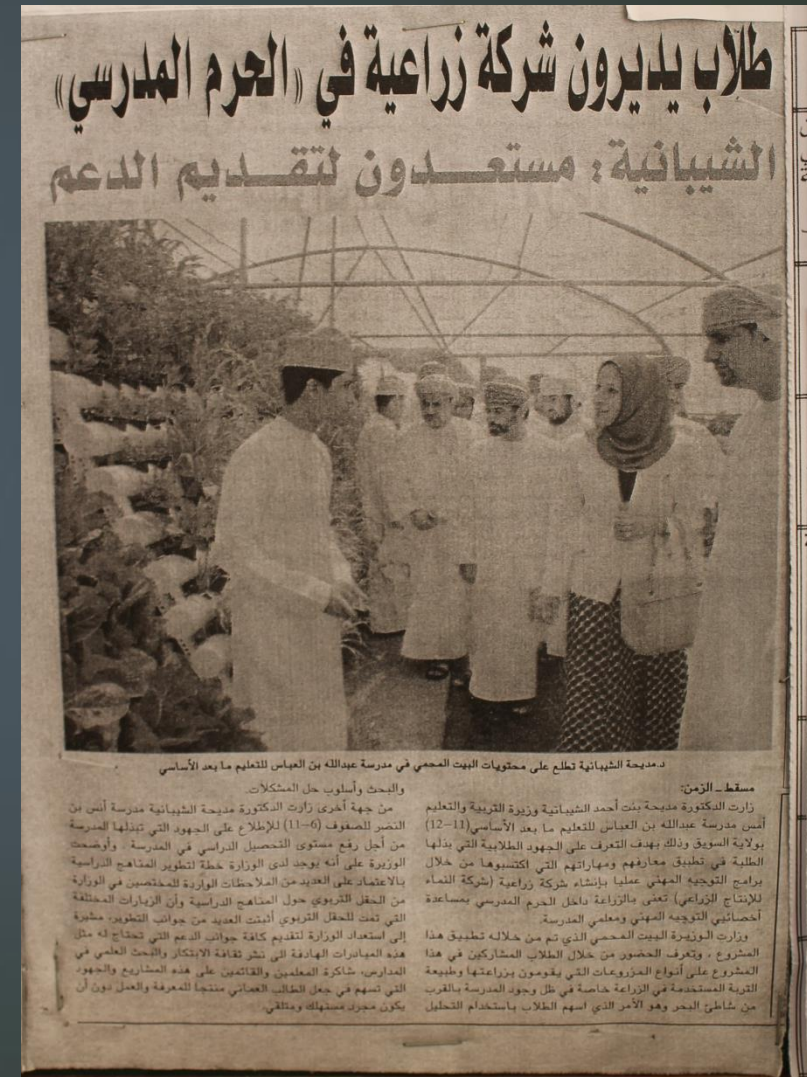 طلاب يديرون شركة زراعية في «الحرم المدرسي»
الشيبانية: مستعدون لتقديم الدعم
د.مديحة الشيبانية تطلع على محتويات البيت المحمي في مدرسة عبدالله بن العباس للتعليم ما بعد الأساسي
مسقط ـ الزمن:
زارت الدكتورة مديحة بنت أحمد الشيبانية وزيرة التربية والتعليم
أمس مدرسة عبدالله بن العباس للتعليم ما بعد الأساسي(11–12)
بولاية السويق وذلك بهدف التعرف على الجهود الطلابية التي بذلها
الطلبة في تطبيق معارفهم ومهاراتهم التي اكتسبوها من خلال
برامج التوجيه المهني عمليا بإنشاء شركة زراعية (شركة النماء
للإنتاج الزراعي) تعنى بالزراعة داخل الحرم المدرسي بمساعدة
أخصائيي التوجيه المهني ومعلمي المدرسة.
وزارت الوزيرة البيت المحمي الذي تم من خلاله تطبيق هذا
المشروع ، وتعرف الحضور من خلال الطلاب المشاركين في هذا
المشروع على أنواع المزروعات التي يقومون بزراعتها وطبيعة
التربة المستخدمة في الزراعة خاصة في ظل وجود المدرسة بالقرب
من شاطئ البحر وهو الأمر الذي اسهم الطلاب باستخدام التحليل
والبحث وأسلوب حل المشكلات.
من جهة أخرى زارت الدكتورة مديحة الشيبانية مدرسة أنس بن
النصر للصفوف (6–11) للإطلاع على الجهود التي تبذلها المدرسة
من أجل رفع مستوى التحصيل الدراسي في المدرسة . وأوضحت
الوزيرة على أنه يوجد لدى الوزارة خطة لتطوير المناهج الدراسية
بالاعتماد على العديد من الملاحظات الواردة للمختصين في الوزارة
من الحقل التربوي حول المناهج الدراسية وأن الزيارات المختلفة
التي تمت للحقل التربوي أثمنت العديد من جوانب التطوير، مشيرة
إلى استعداد الوزارة لتقديم كافة جوانب الدعم التي تحتاج له مثل
هذه المبادرات الهادفة الى نشر ثقافة الابتكار والبحث العلمي في
المدارس، شاكرة المعلمين والقائمين على هذه المشاريع والجهود
التي تسهم في جعل الطالب العماني منتجا للمعرفة والعمل دون أن
يكون مجرد مستهلك ومتلقي.